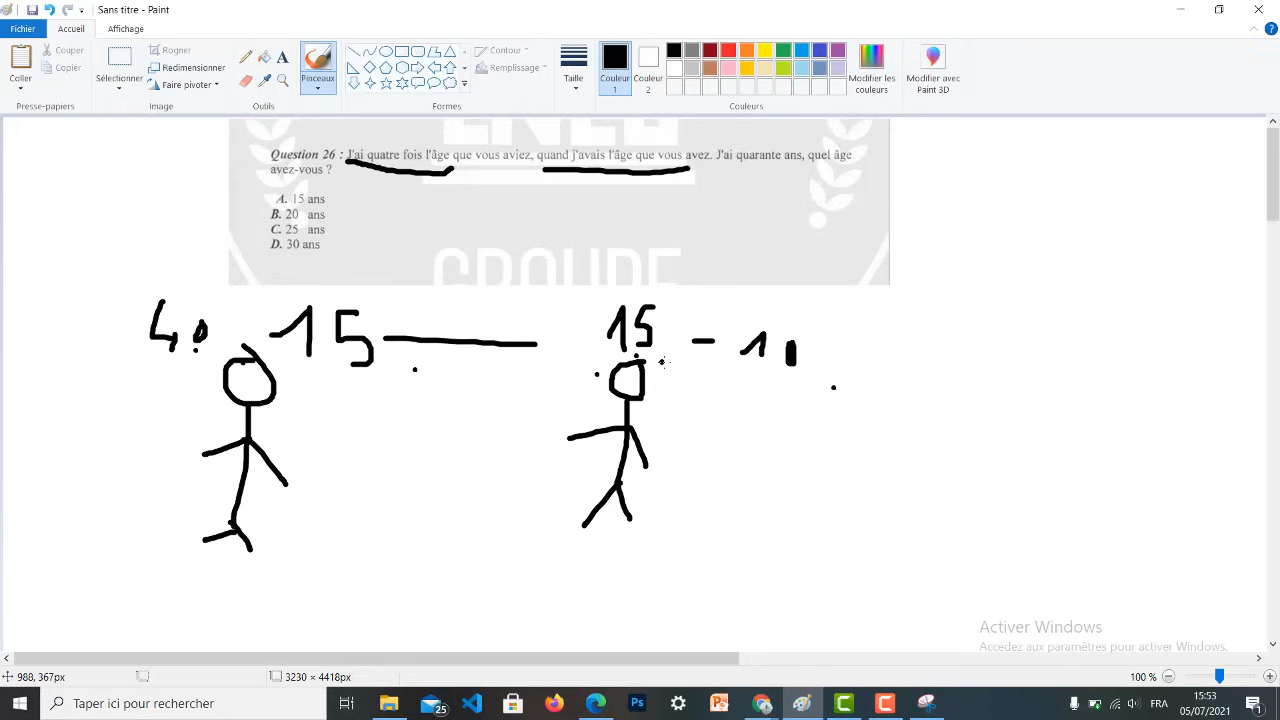 Sans titre - Paint
Fichier
Accueil
Affichage
Coller
Couper
Copier
Presse-papiers
Sélectionner
Rogner
Redimensionner
Faire pivoter
Image
Outils
Pinceaux
Contour
Remplissage
Formes
Taille
Couleur 1
Couleur 2
Modifier les couleurs
Couleurs
Modifier avec Paint 3D
Question 26 : J'ai quatre fois l'âge que vous aviez, quand j'avais l'âge que vous avez. J'ai quarante ans, quel âge
avez-vous ?
A. 15 ans
B. 20 ans
C. 25 ans
D. 30 ans
GROUPE
40 - 15 — 15 - 10
Activer Windows
Accédez aux paramètres pour activer Windows.
988, 367px
3230 × 4418px
100 %
Taper ici pour rechercher
25
Ps
15:53
05/07/2021